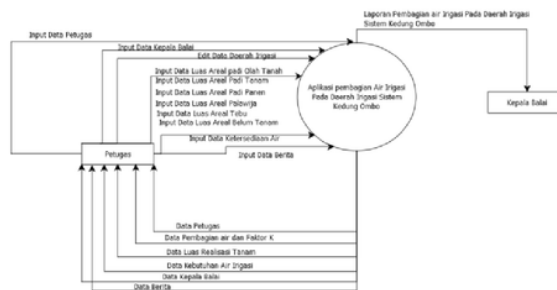 Laporan Pembagian air Irigasi Pada Daerah Irigasi
Sistem Kedung Ombo
Input Data Petugas
Input Data Kepala Balai
Edit Data Daerah Irigasi
Input Data Luas Areal padi Olah Tanah
Input Data Luas Areal Padi Tanam
Input Data Luas Areal Padi Panen
Input Data Luas Areal Palawija
Input Data Luas Areal Tebu
Input Data Luas Areal Belum Tanam
Input Data Ketersediaan Air
Input Data Berita
Aplikasi pembagian Air Irigasi
Pada Daerah Irigasi Sistem
Kedung Ombo
Kepala Balai
Petugas
Data Petugas
Data Pembagian air dan Faktor K
Data Luas Realisasi Tanam
Data Kebutuhan Air Irigasi
Data Kepala Balai
Data Berita